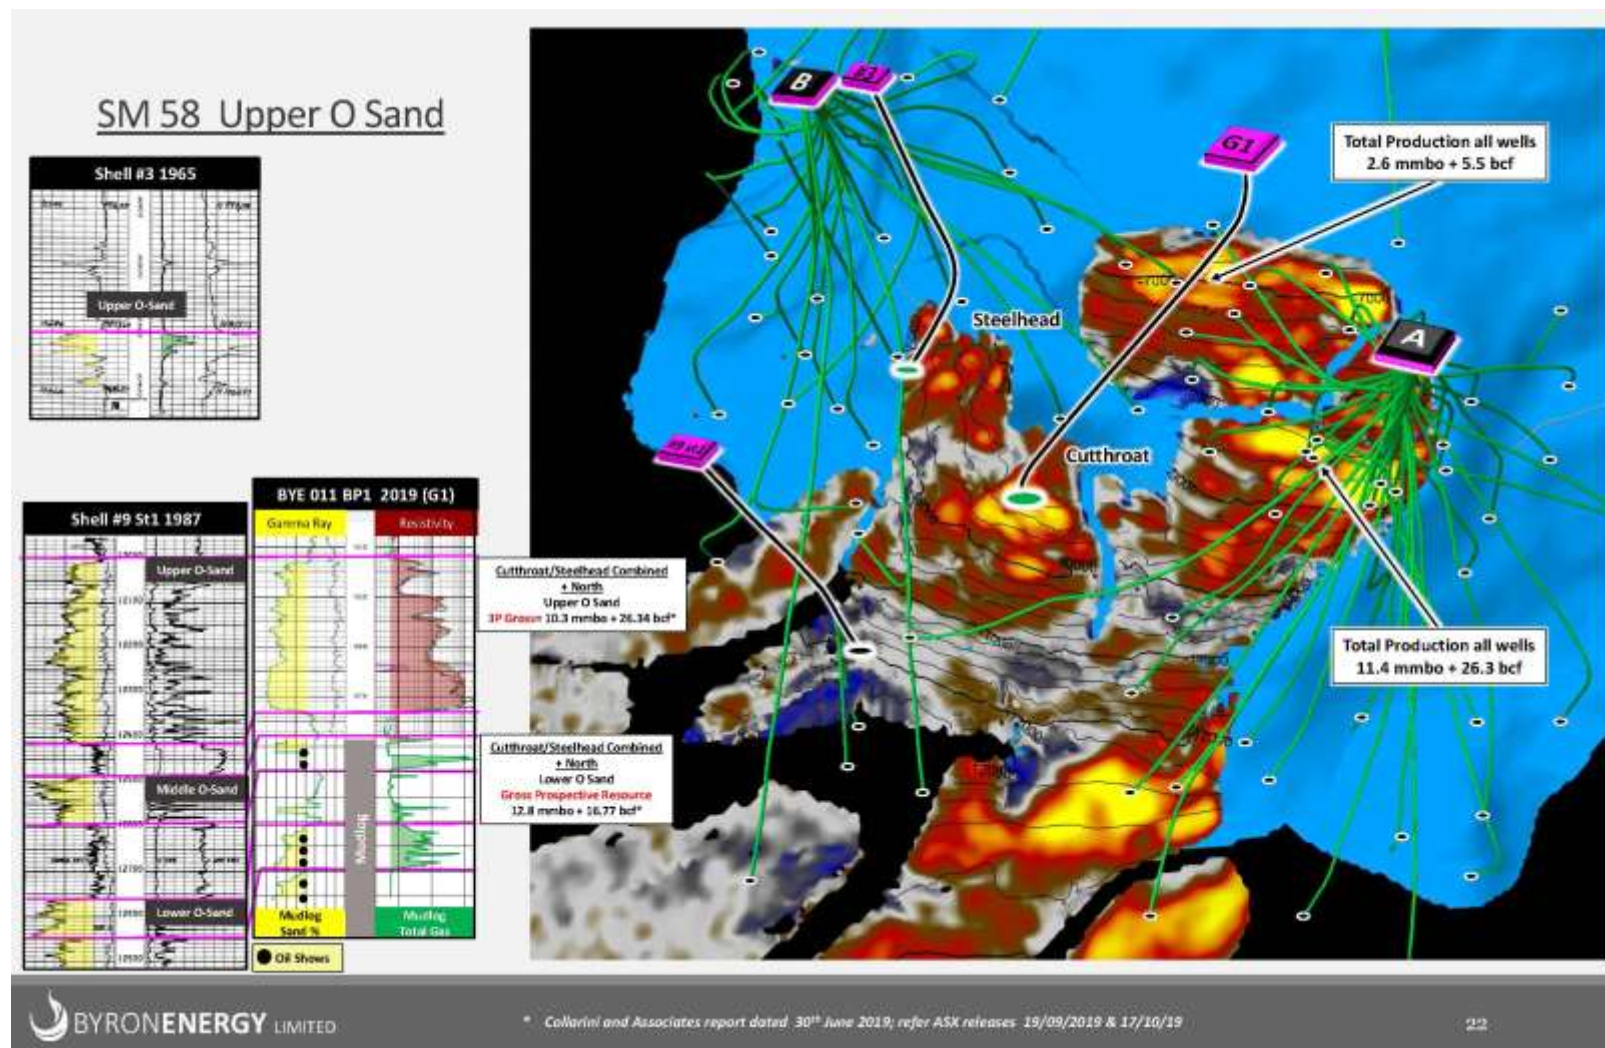 SM 58 Upper O Sand
Shell #3 1965
Upper O-Sand
Shell #9 St1 1987
Upper O-Sand
Middle O-Sand
Lower O-Sand
BYE 011 BP1 2019 (G1)
Gamma Ray
Resistivity
Mudlog
Mudlog
Sand %
Mudlog
Total Gas
Oil Shows
Cutthroat/Steelhead Combined
+ North
Upper O Sand
3P Gross= 10.3 mmbo + 26.34 bcf*
Cutthroat/Steelhead Combined
+ North
Lower O Sand
Gross Prospective Resource
12.8 mmbo + 16.77 bcf*
B
#3
G1
A
#9 st1
Steelhead
Cutthroat
Total Production all wells
2.6 mmbo + 5.5 bcf
Total Production all wells
11.4 mmbo + 26.3 bcf
BYRONENERGY LIMITED
* Collarini and Associates report dated 30th June 2019; refer ASX releases 19/09/2019 & 17/10/19
22